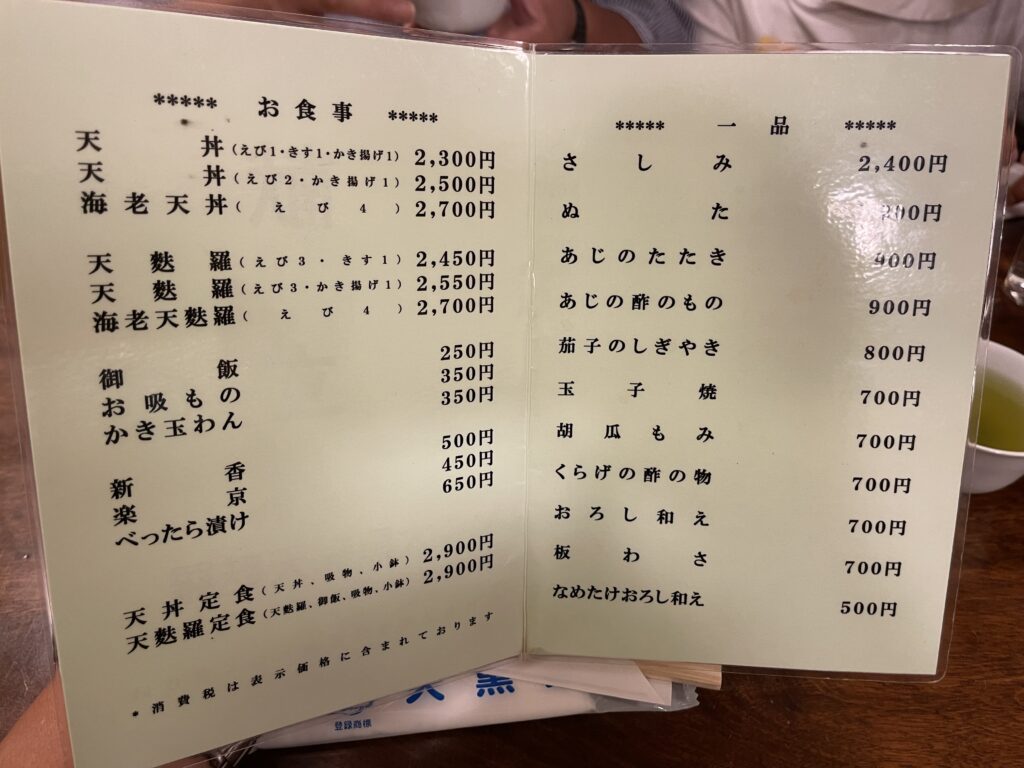 ***** お食事 *****
天丼(えび1・きす1・かき揚げ1) 2,300円
天丼(えび2・かき揚げ1) 2,500円
海老天丼(えび4) 2,700円
天麩羅(えび3・きす1) 2,450円
天麩羅(えび3・かき揚げ1) 2,550円
海老天麩羅(えび4) 2,700円
御飯 250円
お吸もの 350円
かき玉わん 350円
新香 500円
楽京 450円
べったら漬け 650円
天丼定食(天丼、吸物、小鉢) 2,900円
天麩羅定食(天麩羅、御飯、吸物、小鉢) 2,900円
*消費税は表示価格に含まれております
***** 一品 *****
さしみ 2,400円
ぬた
あじのたたき 900円
あじの酢のもの 900円
茄子のしぎやき 800円
玉子焼 700円
胡瓜もみ 700円
くらげの酢の物 700円
おろし和え 700円
板わさ 700円
なめたけおろし和え 500円
黒
登録商標